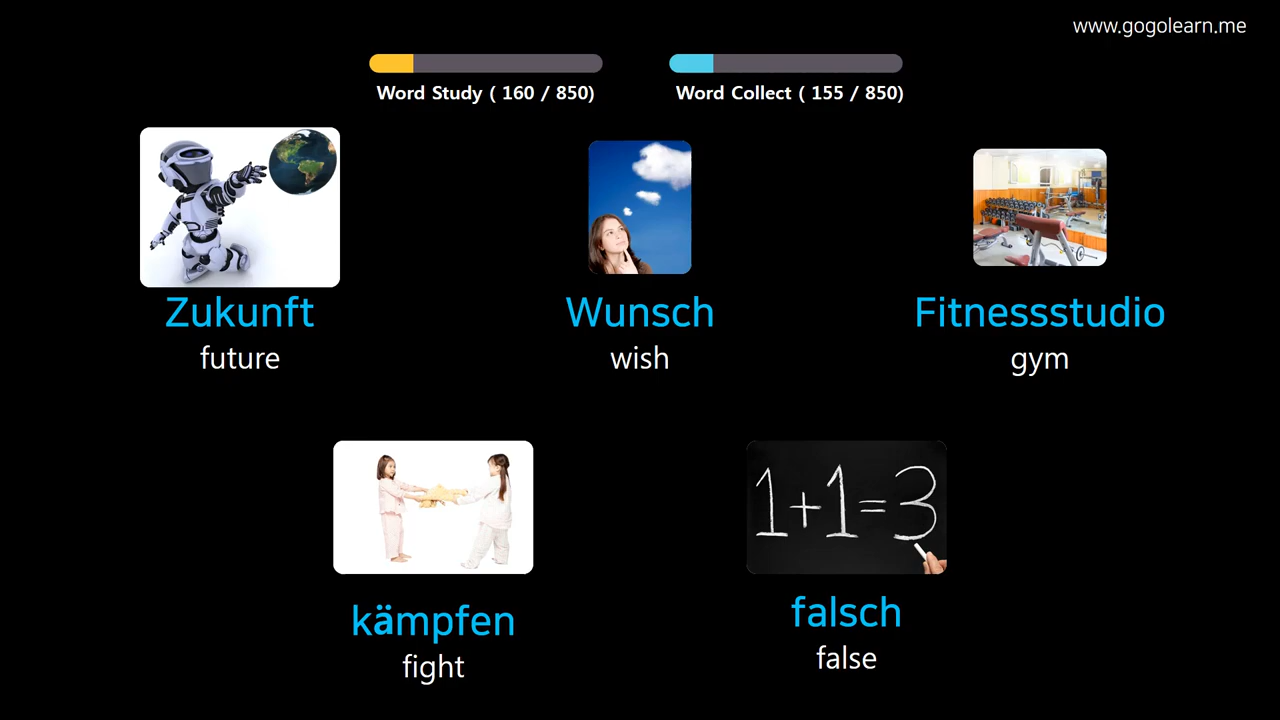 www.gogolearn.me
Word Study ( 160 / 850)
Word Collect ( 155 / 850)
Zukunft
future
Wunsch
wish
Fitnessstudio
gym
1+1=3
kämpfen
fight
falsch
false